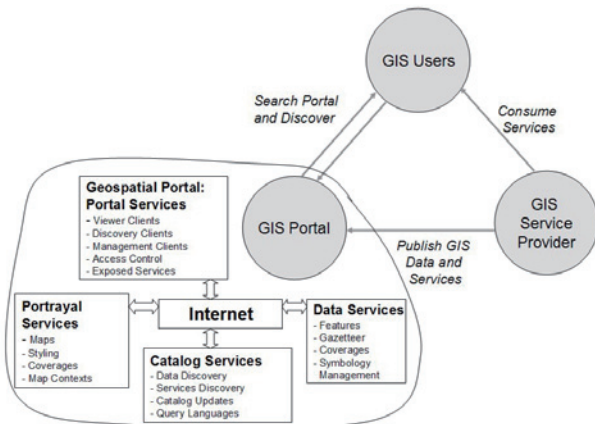 GIS Users
Search Portal
and Discover
Consume
Services
GIS Portal
GIS
Service
Provider
Publish GIS
Data and
Services
Geospatial Portal:
Portal Services
- Viewer Clients
- Discovery Clients
- Management Clients
- Access Control
- Exposed Services
Portrayal
Services
- Maps
- Styling
- Coverages
- Map Contexts
Internet
Data Services
- Features
- Gazetteer
- Coverages
- Symbology
Management
Catalog Services
- Data Discovery
- Services Discovery
- Catalog Updates
- Query Languages